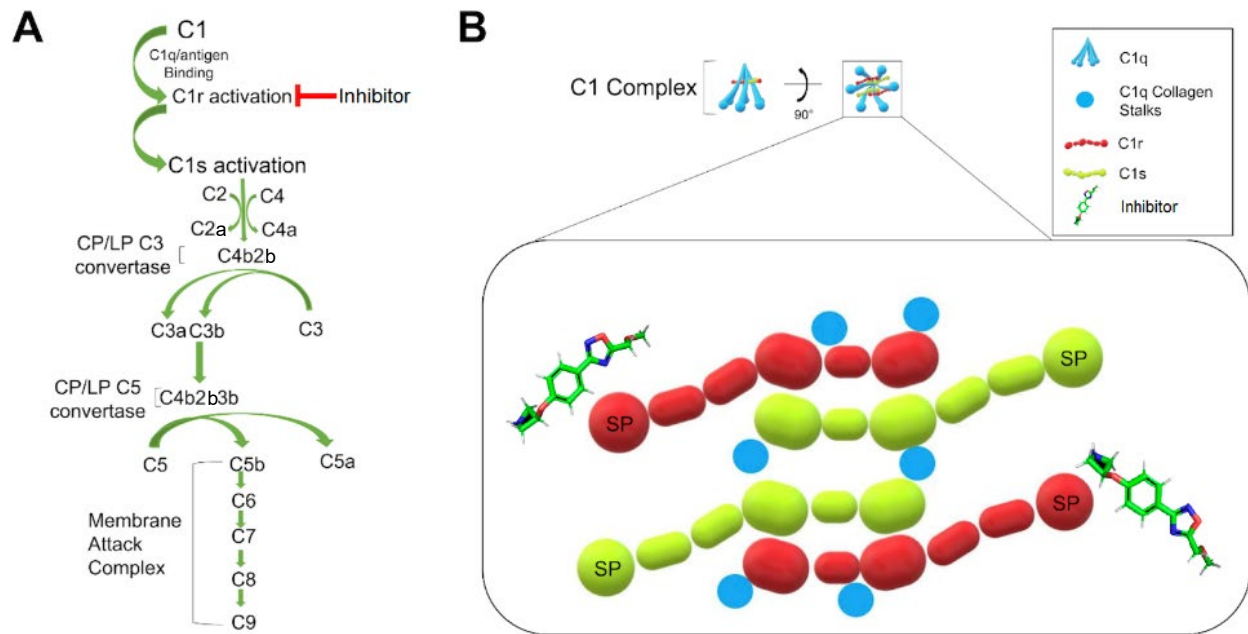 A
C1
C1q/antigen
Binding
C1r activation
Inhibitor
C1s activation
C2
C4
C2a
C4a
CP/LP C3
convertase
C4b2b
C3a
C3b
C3
CP/LP C5
convertase
C4b2b3b
C5
C5b
C5a
C6
Membrane
Attack
Complex
C7
C8
C9
B
C1 Complex
90°
C1q
C1q Collagen
Stalks
C1r
C1s
Inhibitor
SP
SP
SP
SP